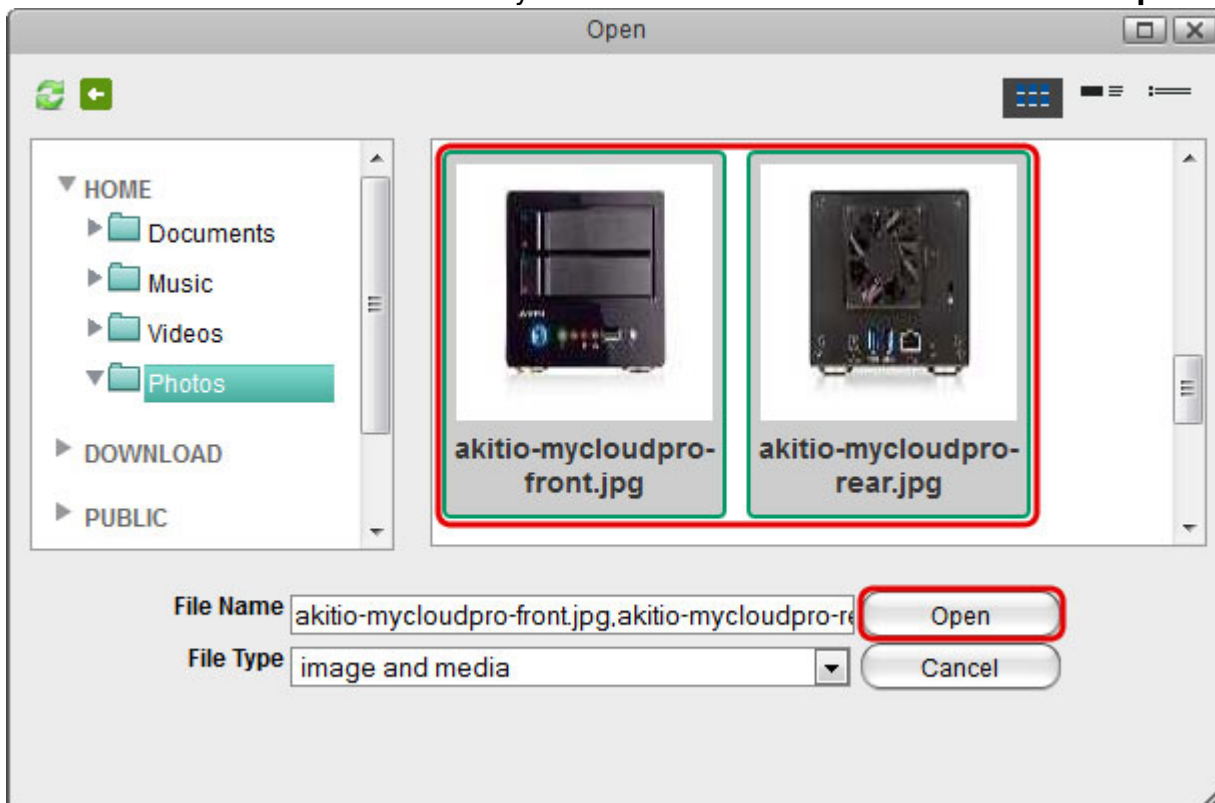 Open
HOME
Documents
Music
Videos
Photos
DOWNLOAD
PUBLIC
akitio-mycloudpro-
front.jpg
akitio-mycloudpro-
rear.jpg
File Name akitio-mycloudpro-front.jpg,akitio-mycloudpro-re Open
File Type image and media Cancel